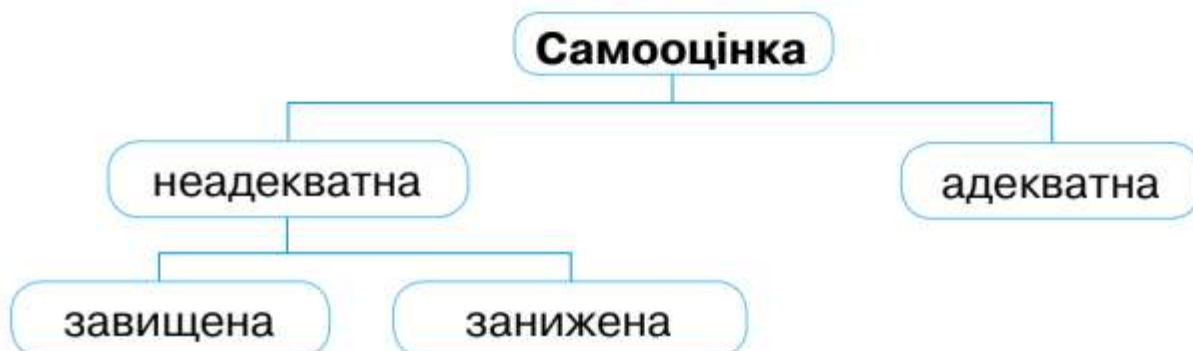 Самооцінка
неадекватна
адекватна
завищена
занижена